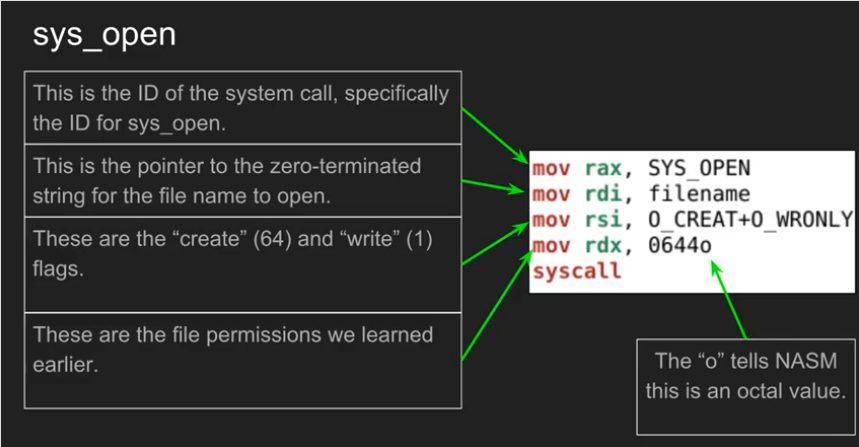 sys_open
This is the ID of the system call, specifically
the ID for sys_open.
This is the pointer to the zero-terminated
string for the file name to open.
These are the “create” (64) and “write” (1)
flags.
These are the file permissions we learned
earlier.
mov rax, SYS_OPEN
mov rdi, filename
mov rsi, O_CREAT+O_WRONLY
mov rdx, 0644o
syscall
The “o” tells NASM
this is an octal value.